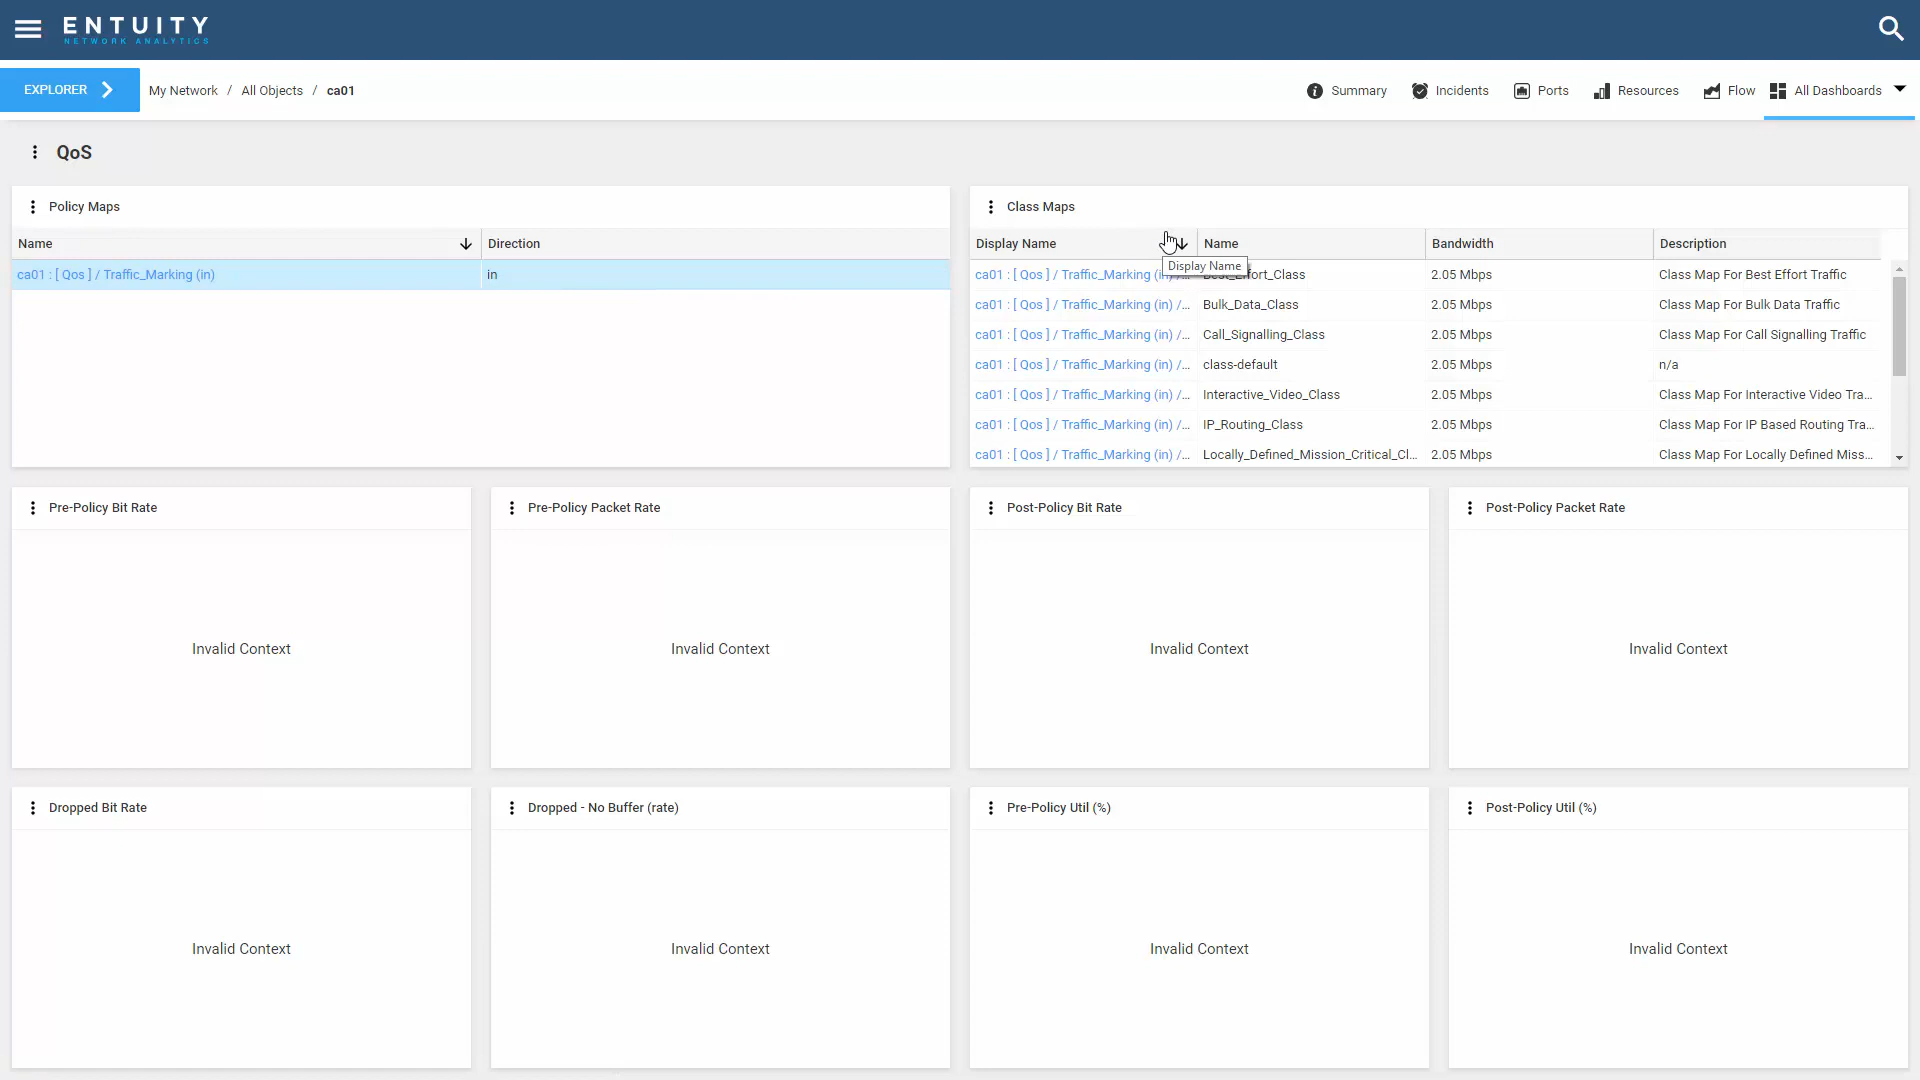 ENTUITY
NETWORK ANALYTICS
EXPLORER
My Network / All Objects / ca01
Summary
Incidents
Ports
Resources
Flow
All Dashboards
QoS
Policy Maps
Name Direction
ca01 : [ Qos ] / Traffic_Marking (in) in
Class Maps
Display Name Name Bandwidth Description
Display Name
ca01 : [ Qos ] / Traffic_Marking (in) /... Best_Effort_Class 2.05 Mbps Class Map For Best Effort Traffic
ca01 : [ Qos ] / Traffic_Marking (in) /... Bulk_Data_Class 2.05 Mbps Class Map For Bulk Data Traffic
ca01 : [ Qos ] / Traffic_Marking (in) /... Call_Signalling_Class 2.05 Mbps Class Map For Call Signalling Traffic
ca01 : [ Qos ] / Traffic_Marking (in) /... class-default 2.05 Mbps n/a
ca01 : [ Qos ] / Traffic_Marking (in) /... Interactive_Video_Class 2.05 Mbps Class Map For Interactive Video Tra...
ca01 : [ Qos ] / Traffic_Marking (in) /... IP_Routing_Class 2.05 Mbps Class Map For IP Based Routing Tra...
ca01 : [ Qos ] / Traffic_Marking (in) /... Locally_Defined_Mission_Critical_Cl... 2.05 Mbps Class Map For Locally Defined Miss...
Pre-Policy Bit Rate
Invalid Context
Pre-Policy Packet Rate
Invalid Context
Post-Policy Bit Rate
Invalid Context
Post-Policy Packet Rate
Invalid Context
Dropped Bit Rate
Invalid Context
Dropped - No Buffer (rate)
Invalid Context
Pre-Policy Util (%)
Invalid Context
Post-Policy Util (%)
Invalid Context